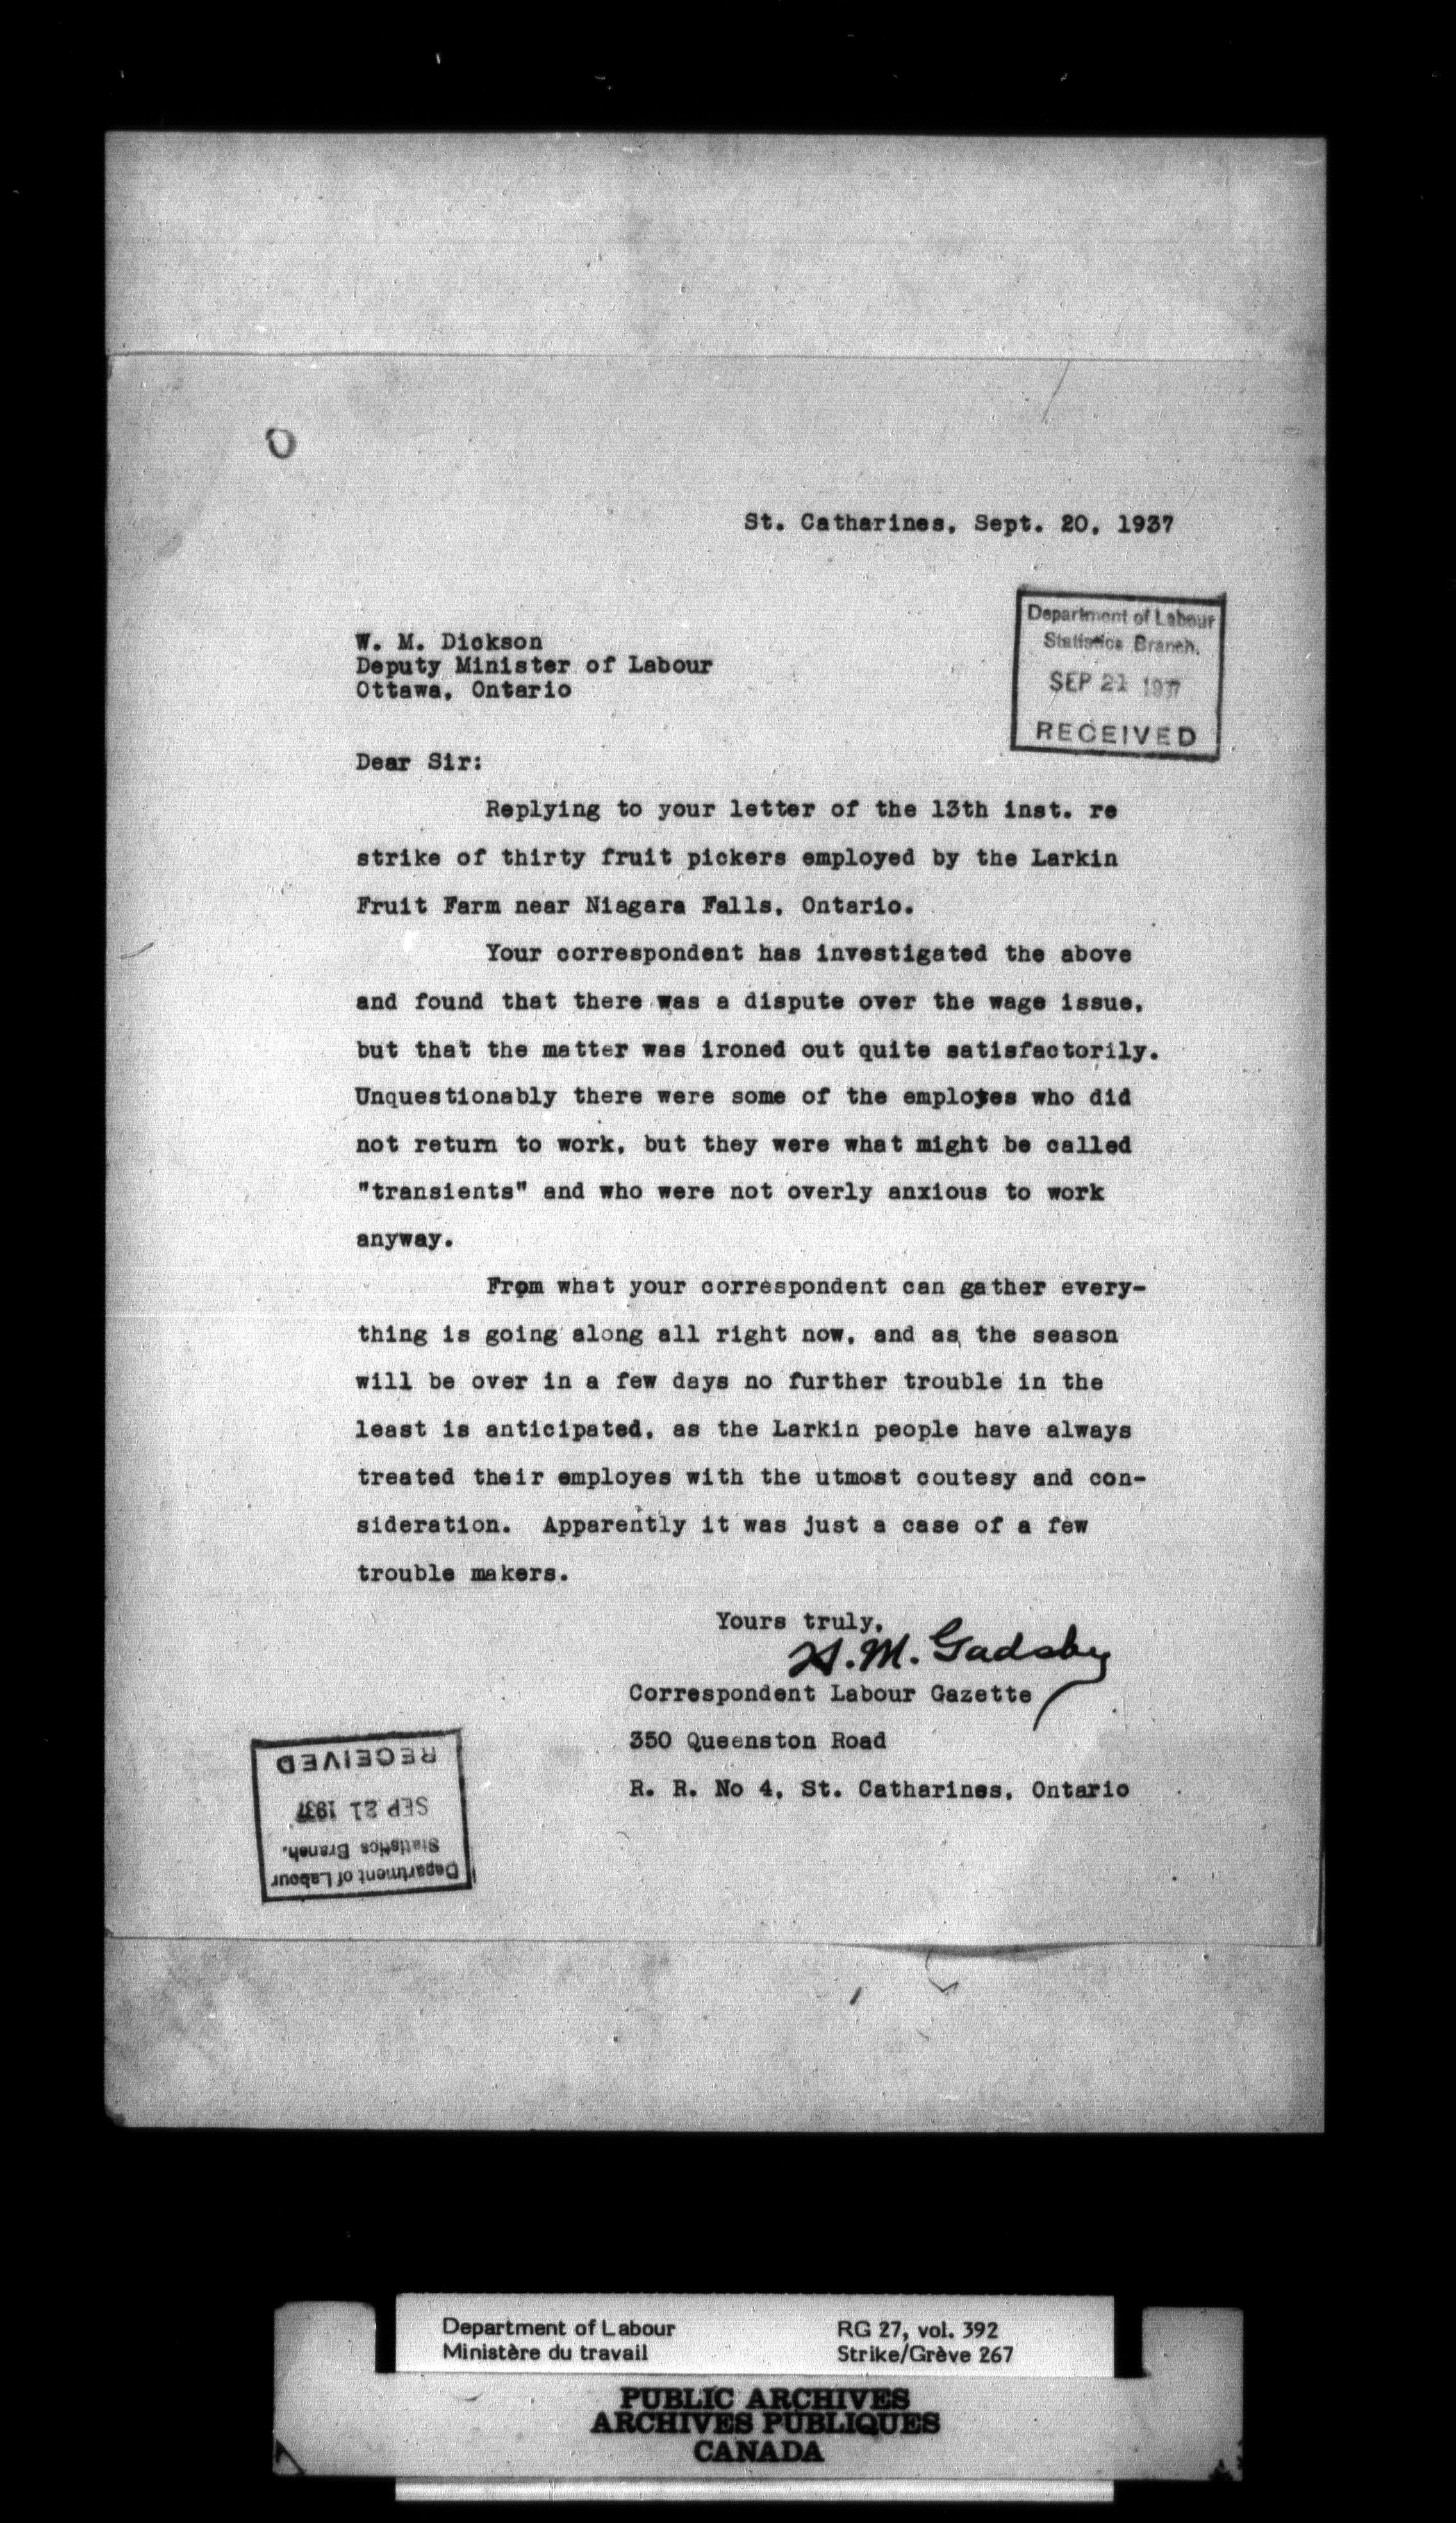 St. Catharines, Sept. 20, 1937
Department of Labour
Statistics Branch.
SEP 21 1937
RECEIVED
W. M. Dickson
Deputy Minister of Labour
Ottawa, Ontario
Dear Sir:
Replying to your letter of the 13th inst. re
strike of thirty fruit pickers employed by the Larkin
Fruit Farm near Niagara Falls, Ontario.
Your correspondent has investigated the above
and found that there was a dispute over the wage issue,
but that the matter was ironed out quite satisfactorily.
Unquestionably there were some of the employes who did
not return to work, but they were what might be called
"transients" and who were not overly anxious to work
anyway.
From what your correspondent can gather every-
thing is going along all right now, and as the season
will be over in a few days no further trouble in the
least is anticipated, as the Larkin people have always
treated their employes with the utmost coutesy and con-
sideration. Apparently it was just a case of a few
trouble makers.
Yours truly,
H. M. Gadsby
Correspondent Labour Gazette
350 Queenston Road
R. R. No 4, St. Catharines, Ontario
Department of Labour
Statistics Branch.
SEP 21 1937
RECEIVED
Department of Labour
Ministère du travail
RG 27, vol. 392
Strike/Grève 267
PUBLIC ARCHIVES
ARCHIVES PUBLIQUES
CANADA